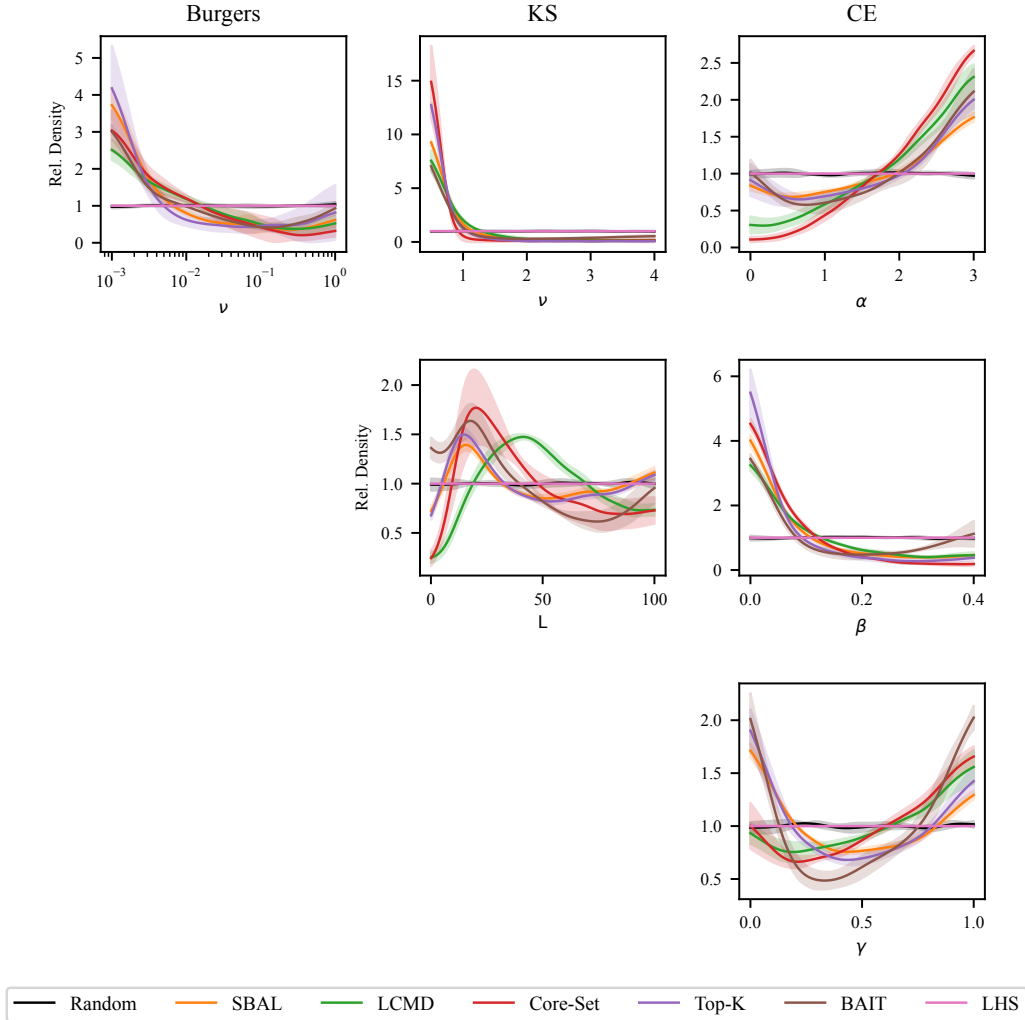 Burgers KS CE
5
4
3
2
1
0
Rel. Density
10⁻³ 10⁻² 10⁻¹ 10⁰
ν
15
10
5
0
1 2 3 4
ν
2.5
2.0
1.5
1.0
0.5
0.0
0 1 2 3
α
2.0
1.5
1.0
0.5
Rel. Density
0 50 100
L
6
4
2
0
0.0 0.2 0.4
β
2.0
1.5
1.0
0.5
0.0 0.5 1.0
γ
Random SBAL LCMD Core-Set Top-K BAIT LHS